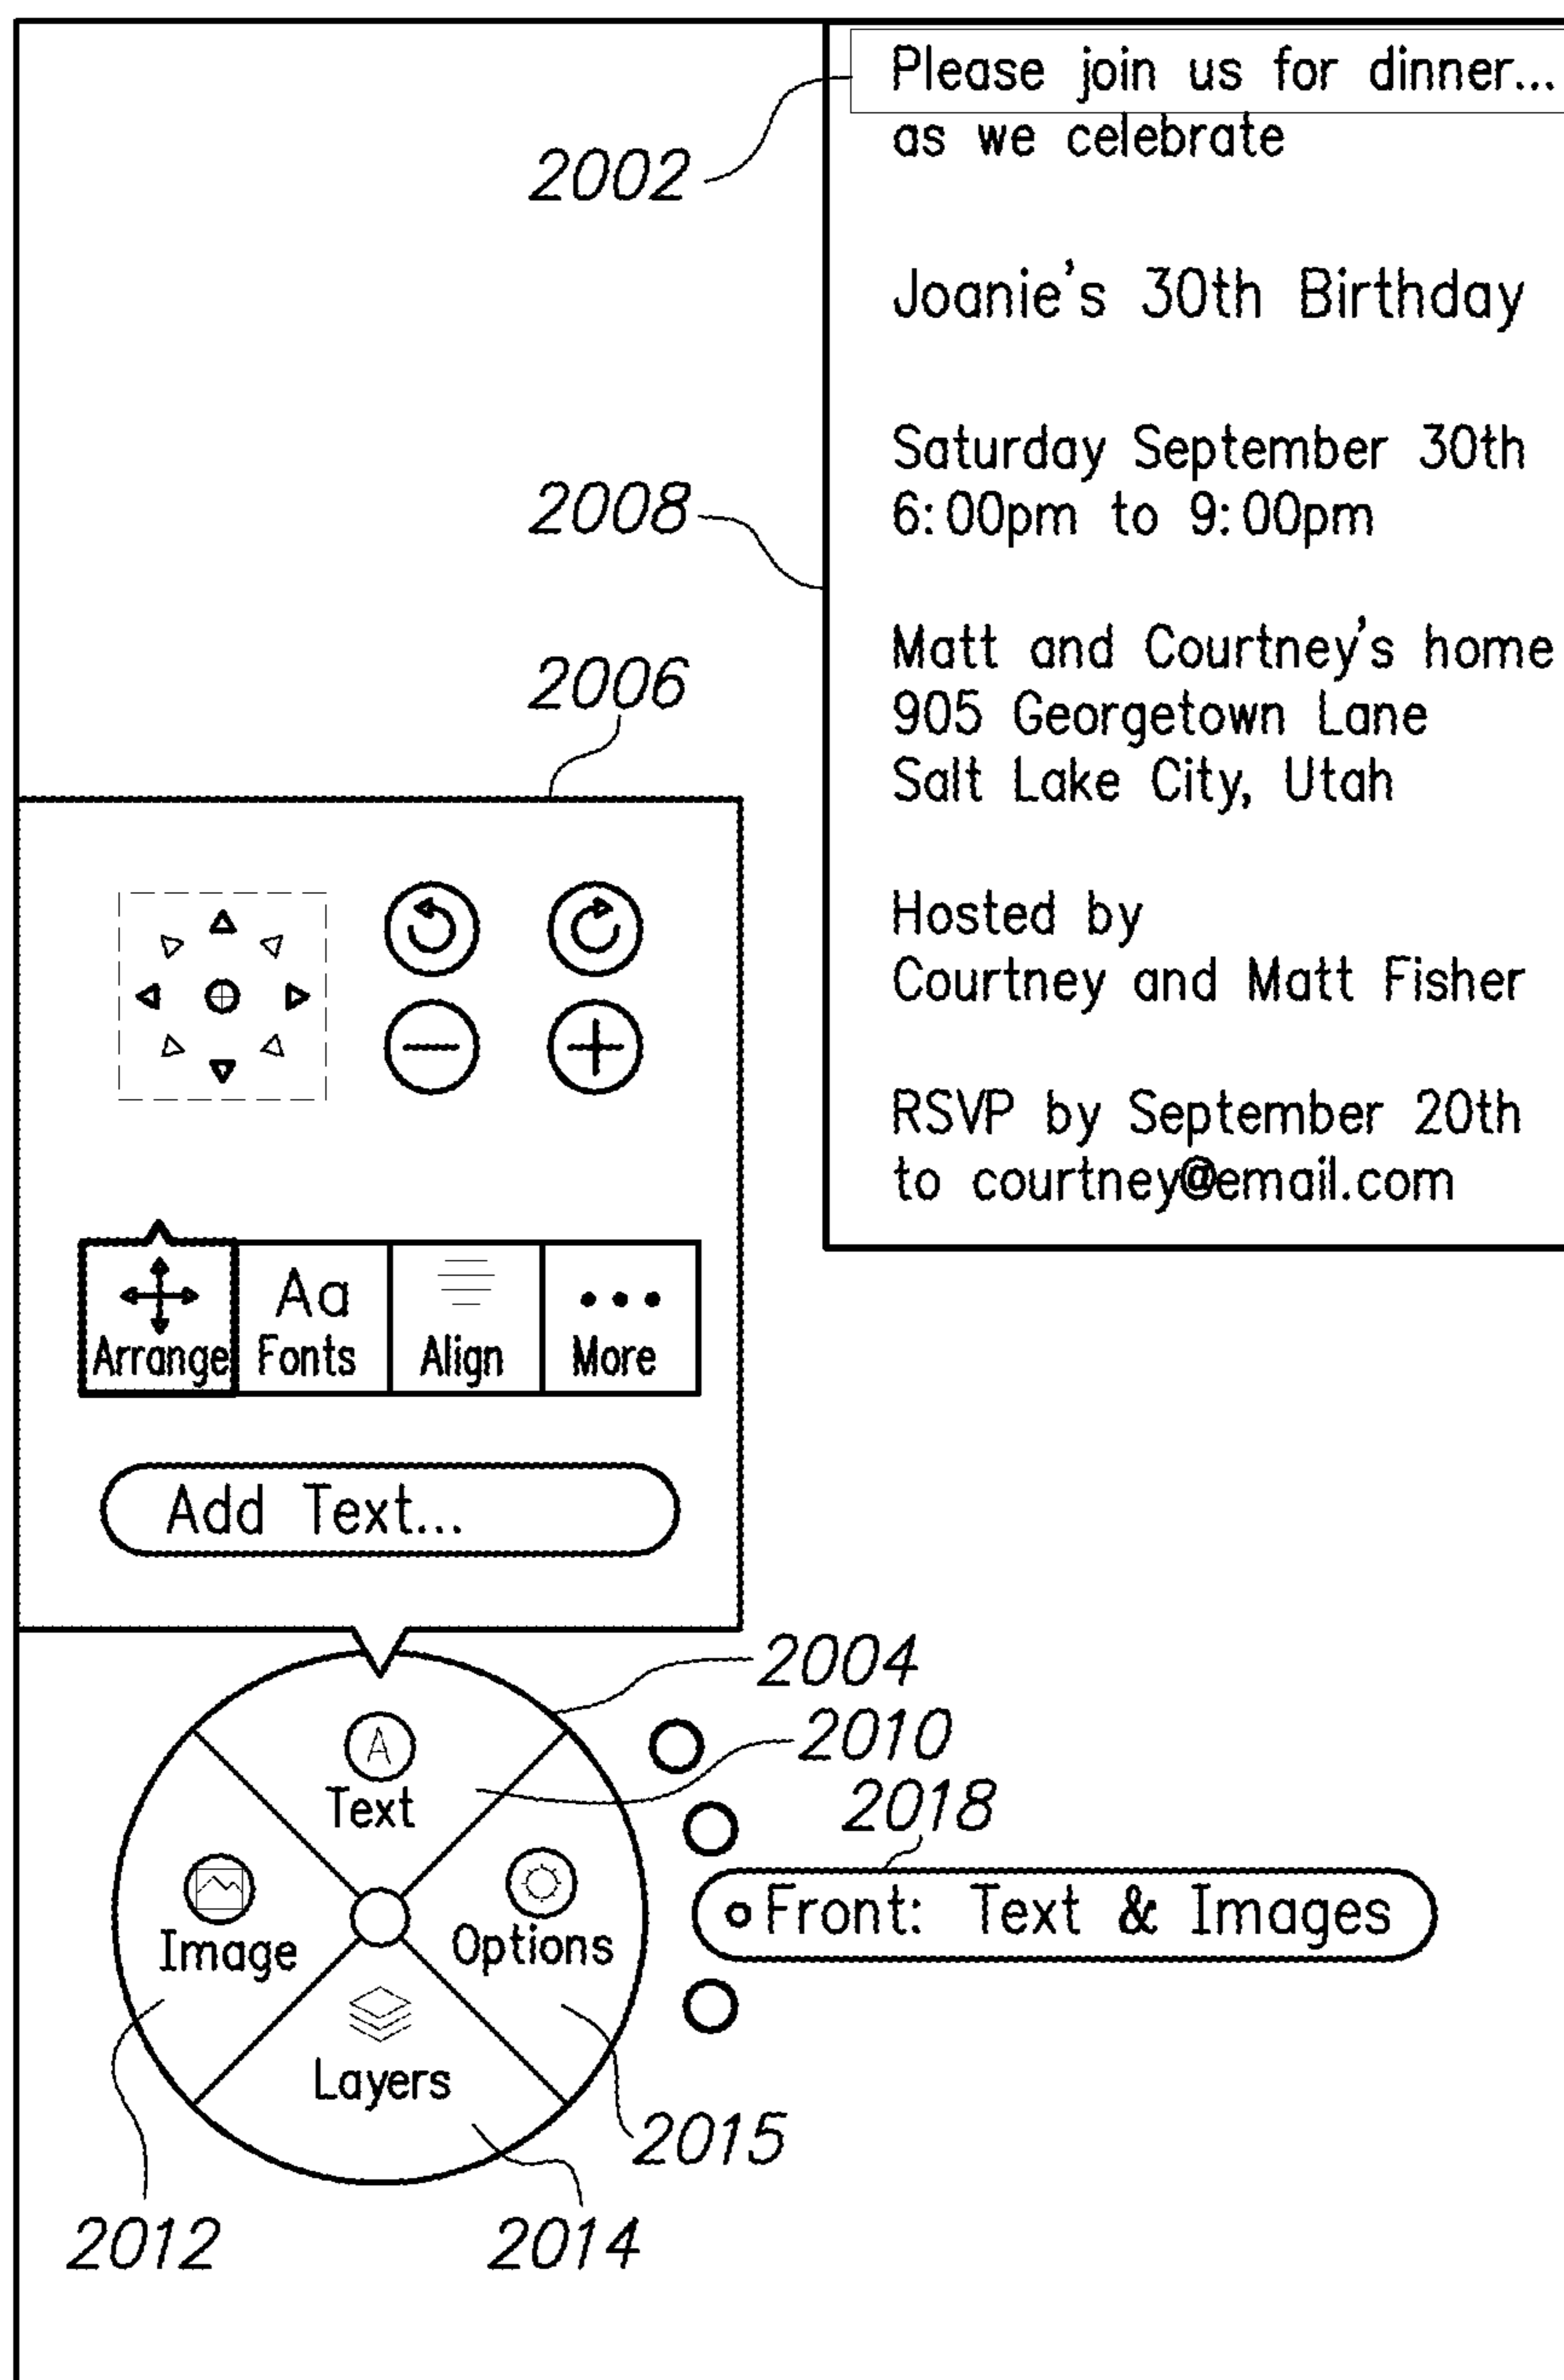 Please join us for dinner...
as we celebrate
2002
Joanie's 30th Birthday
Saturday September 30th
6:00pm to 9:00pm
2008
Matt and Courtney's home
905 Georgetown Lane
Salt Lake City, Utah
2006
Hosted by
Courtney and Matt Fisher
RSVP by September 20th
to courtney@email.com
Aa
Arrange Fonts Align More
Add Text...
2004
2010
A
Text
2018
Front: Text & Images
Image Options
Layers
2015
2012 2014